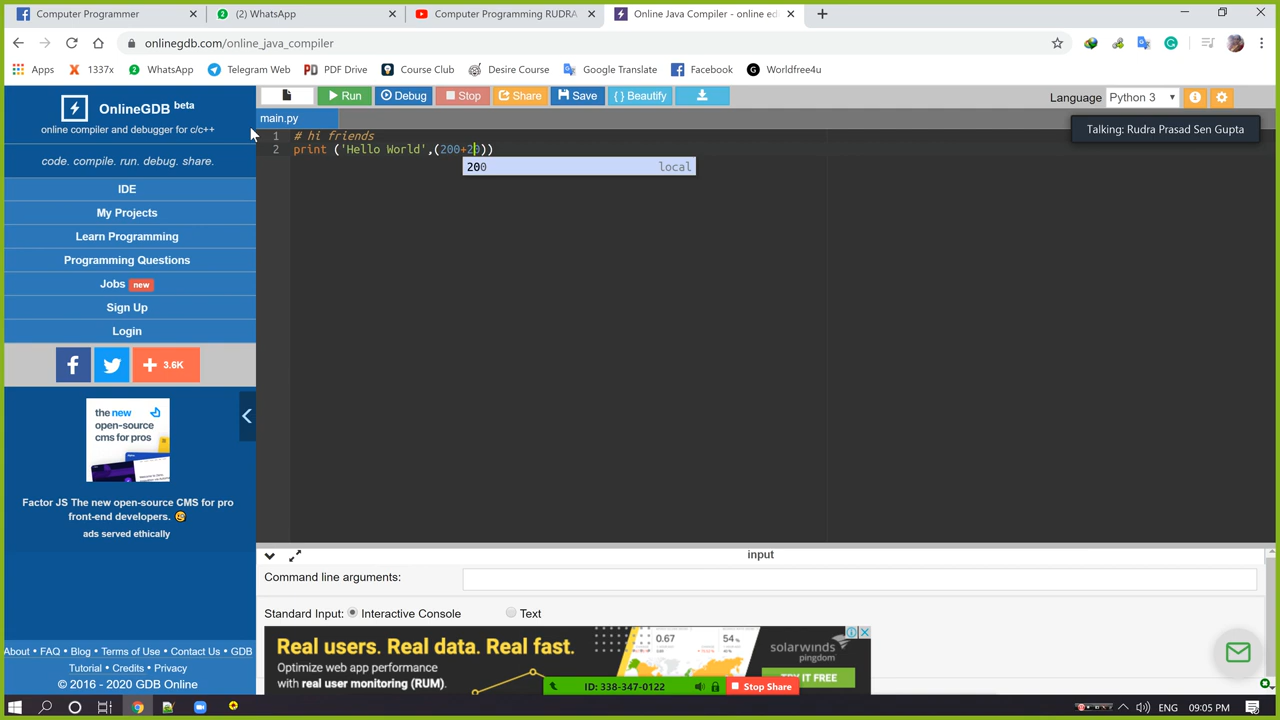 Computer Programmer
(2) WhatsApp
Computer Programming RUDRA
Online Java Compiler - online ed
onlinegdb.com/online_java_compiler
Apps
1337x
WhatsApp
Telegram Web
PDF Drive
Course Club
Desire Course
Google Translate
Facebook
Worldfree4u
OnlineGDB beta
online compiler and debugger for c/c++
code. compile. run. debug. share.
IDE
My Projects
Learn Programming
Programming Questions
Jobs new
Sign Up
Login
3.6K
the new
open-source
cms for pros
Factor JS The new open-source CMS for pro
front-end developers.
ads served ethically
About • FAQ • Blog • Terms of Use • Contact Us • GDB
Tutorial • Credits • Privacy
© 2016 - 2020 GDB Online
Run
Debug
Stop
Share
Save
{ } Beautify
Language Python 3
Talking: Rudra Prasad Sen Gupta
main.py
1 # hi friends
2 print ('Hello World',(200+20))
200 local
input
Command line arguments:
Standard Input: Interactive Console Text
Real users. Real data. Real fast.
Optimize web app performance
with real user monitoring (RUM).
0.67
54%
solarwinds
pingdom
TRY IT FREE
ID: 338-347-0122
Stop Share
ENG
09:05 PM